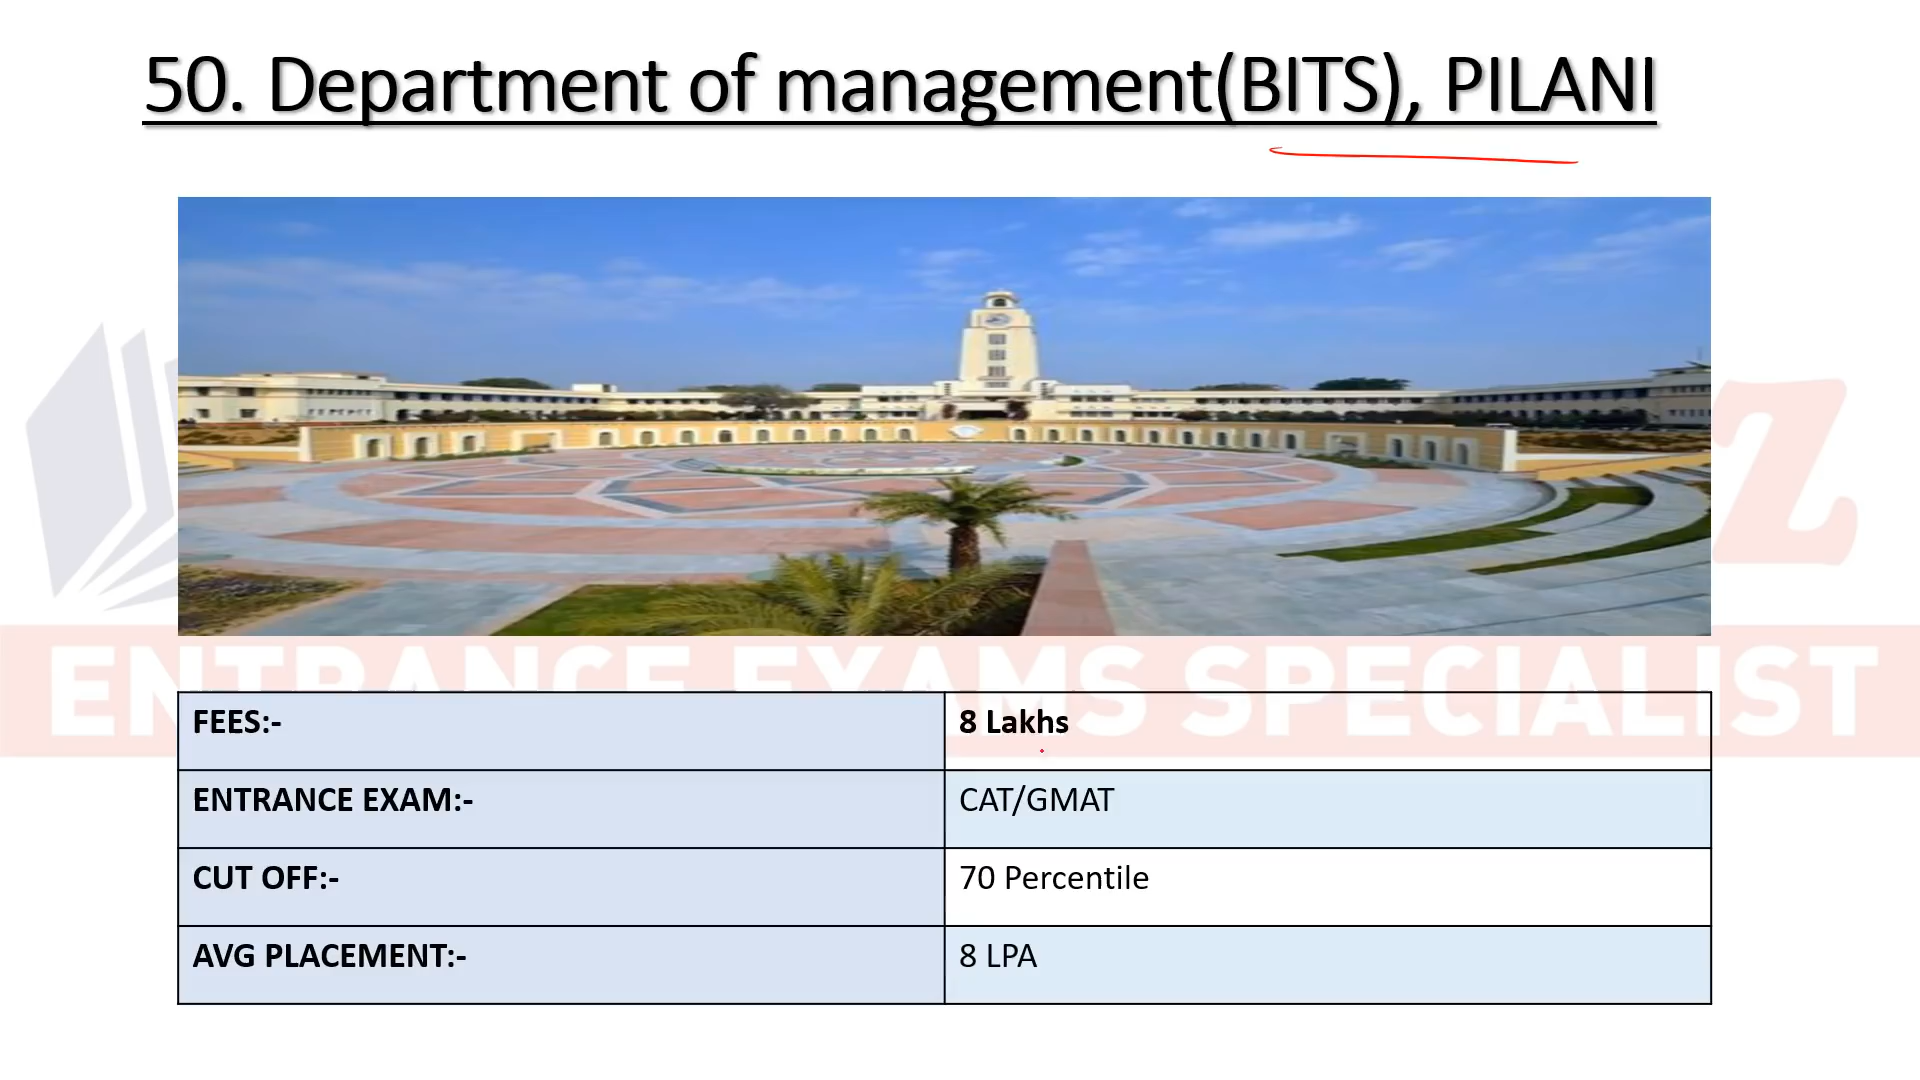 50. Department of management(BITS), PILANI
ENTRANCE EXAMS SPECIALIST
FEES:- 8 Lakhs
ENTRANCE EXAM:- CAT/GMAT
CUT OFF:- 70 Percentile
AVG PLACEMENT:- 8 LPA